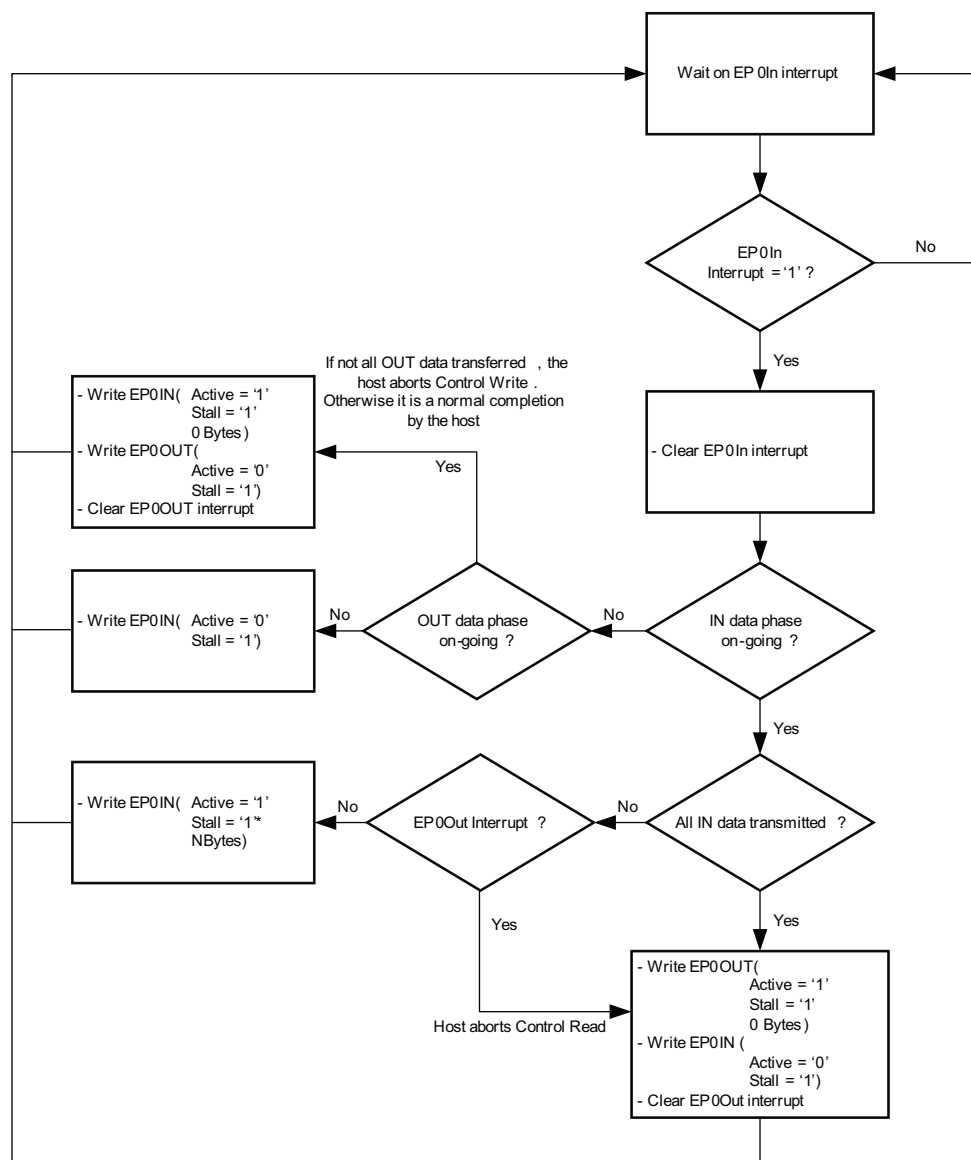 Wait on EP0In interrupt
EP0In
Interrupt = ‘1’ ?
No
Yes
If not all OUT data transferred , the
host aborts Control Write .
Otherwise it is a normal completion
by the host
- Write EP0IN( Active = ‘1’
Stall = ‘1’
0 Bytes)
- Write EP0OUT(
Active = ‘0’
Stall = ‘1’)
- Clear EP0OUT interrupt
Yes
- Clear EP0In interrupt
- Write EP0IN( Active = ‘0’
Stall = ‘1’)
No
OUT data phase
on-going ?
No
IN data phase
on-going ?
Yes
- Write EP0IN( Active = ‘1’
Stall = ‘1’*
NBytes)
No
EP0Out Interrupt ?
No
All IN data transmitted ?
Yes
Yes
Host aborts Control Read
- Write EP0OUT(
Active = ‘1’
Stall = ‘1’
0 Bytes)
- Write EP0IN (
Active = ‘0’
Stall = ‘1’)
- Clear EP0Out interrupt